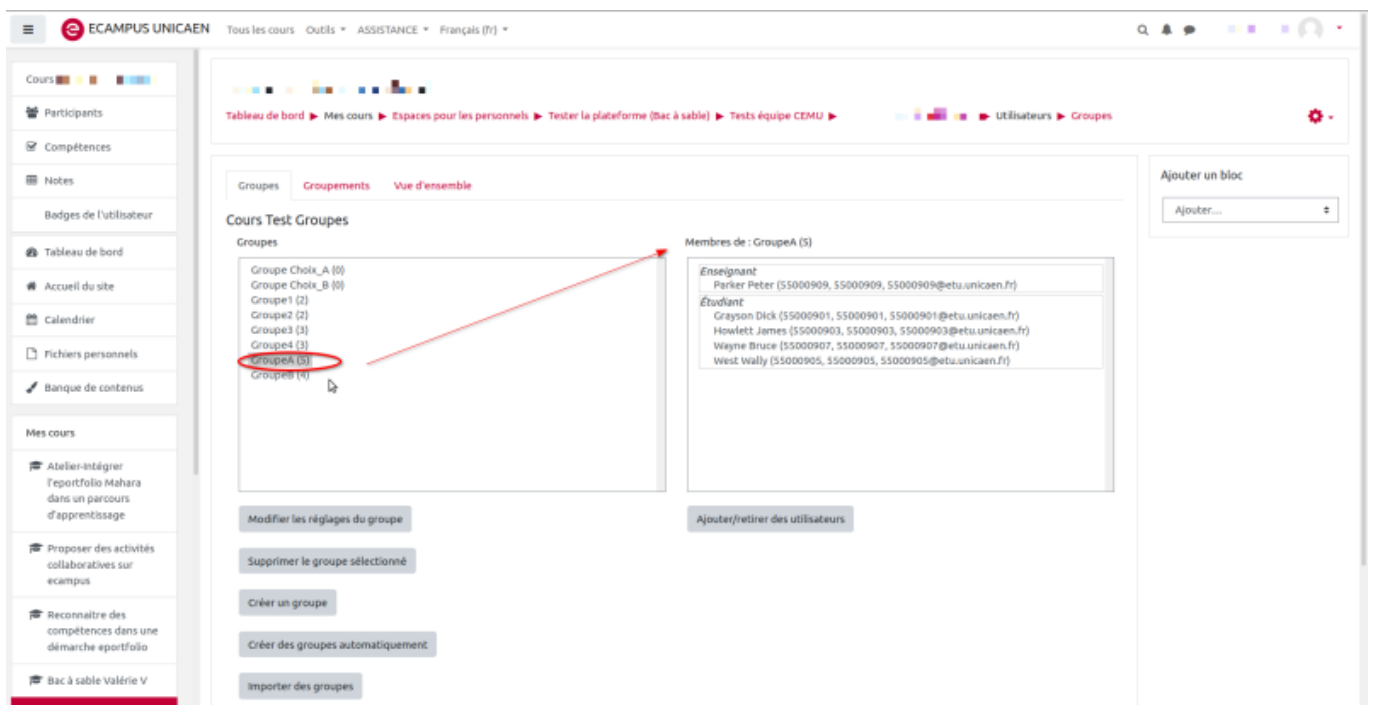 ECAMPUS UNICAEN Tous les cours Outils ASSISTANCE Français (fr)
Cours
Participants
Compétences
Notes
Badges de l'utilisateur
Tableau de bord
Accueil du site
Calendrier
Fichiers personnels
Banque de contenus
Mes cours
Atelier-Intégrer
l'eportfolio Mahara
dans un parcours
d'apprentissage
Proposer des activités
collaboratives sur
ecampus
Reconnaitre des
compétences dans une
démarche eportfolio
Bac à sable Valérie V
Tableau de bord ▶ Mes cours ▶ Espaces pour les personnels ▶ Tester la plateforme (Bac à sable) ▶ Tests équipe CEMU ▶ ▶ Utilisateurs ▶ Groupes
Groupes Groupements Vue d'ensemble
Cours Test Groupes
Groupes
Groupe Choix_A (0)
Groupe Choix_B (0)
Groupe1 (2)
Groupe2 (2)
Groupe3 (3)
Groupe4 (3)
GroupeA (5)
GroupeB (4)
Modifier les réglages du groupe
Supprimer le groupe sélectionné
Créer un groupe
Créer des groupes automatiquement
Importer des groupes
Membres de : GroupeA (5)
Enseignant
Parker Peter (55000909, 55000909, 55000909@etu.unicaen.fr)
Étudiant
Grayson Dick (55000901, 55000901, 55000901@etu.unicaen.fr)
Howlett James (55000903, 55000903, 55000903@etu.unicaen.fr)
Wayne Bruce (55000907, 55000907, 55000907@etu.unicaen.fr)
West Wally (55000905, 55000905, 55000905@etu.unicaen.fr)
Ajouter/retirer des utilisateurs
Ajouter un bloc
Ajouter...